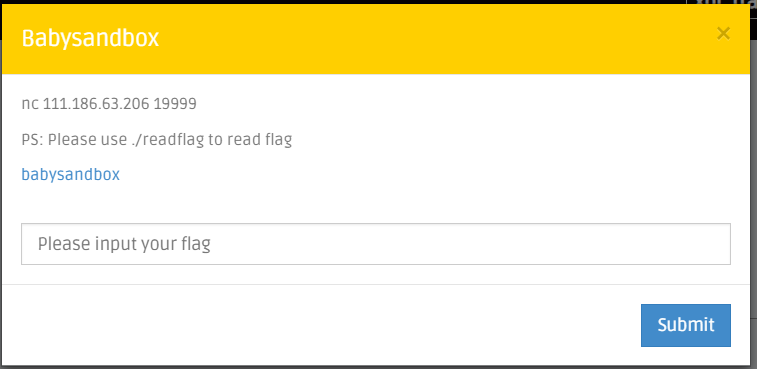 Babysandbox
×
nc 111.186.63.206 19999
PS: Please use ./readflag to read flag
babysandbox
Please input your flag
Submit